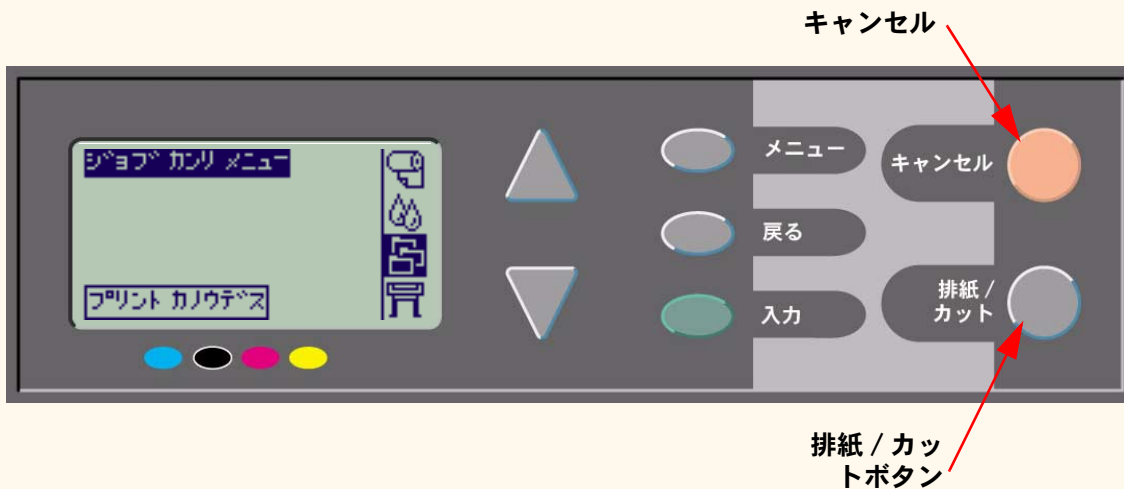 キャンセル
ジョブ カンリ メニュー
プリント カノウデス
メニュー
戻る
入力
キャンセル
排紙 /
カット
排紙 / カッ
トボタン